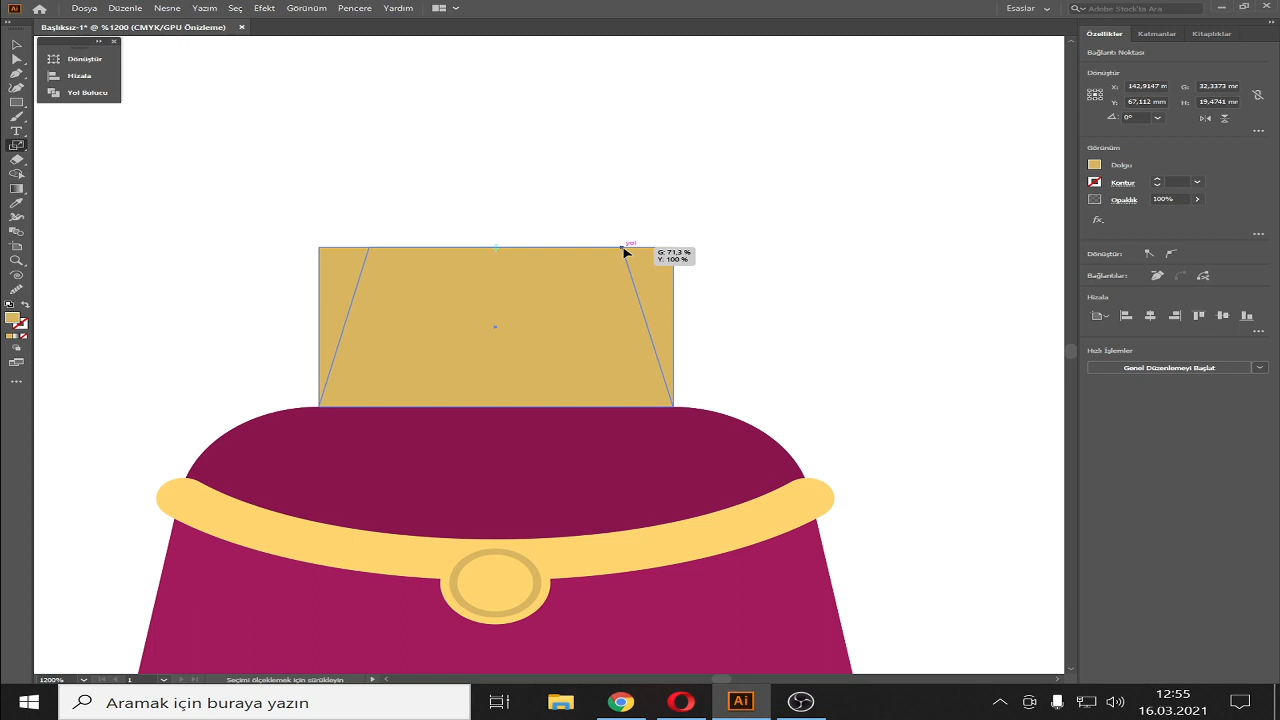 Ai
Dosya
Düzenle
Nesne
Yazım
Seç
Efekt
Görünüm
Pencere
Yardım
Esaslar
Adobe Stock'ta Ara
Başlıksız-1* @ %1200 (CMYK/GPU Önizleme)
Dönüştür
Hizala
Yol Bulucu
yol
G: 71,3 %
Y: 100 %
Özellikler
Katmanlar
Kitaplıklar
Bağlantı Noktası
Dönüştür
X:
142,9147 m
G:
32,3373 mm
Y:
67,112 mm
H:
19,4741 mm
0°
Görünüm
Dolgu
Kontur
Opaklık
100%
fx
Dönüştür:
Bağlantılar:
Hizala
Hızlı İşlemler
Genel Düzenlemeyi Başlat
1200%
1
Seçimi ölçeklemek için sürükleyin
Aramak için buraya yazın
Ai
12:55
16.03.2021